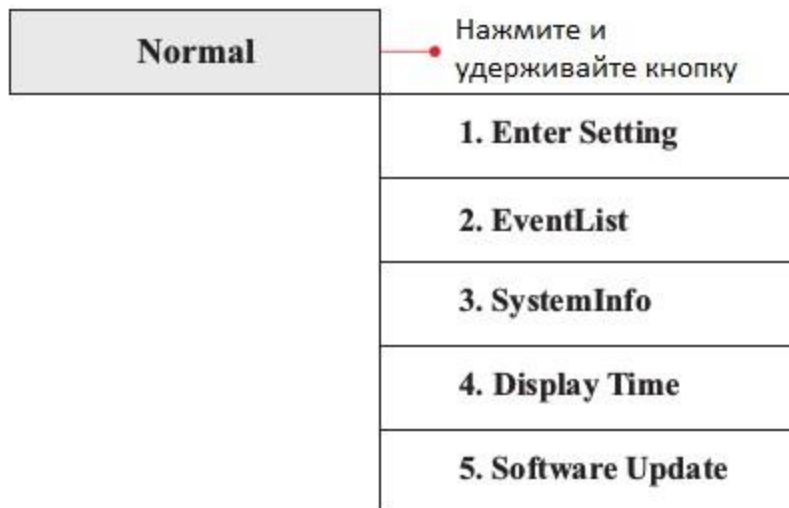 Normal
Нажмите и
удерживайте кнопку
1. Enter Setting
2. EventList
3. SystemInfo
4. Display Time
5. Software Update